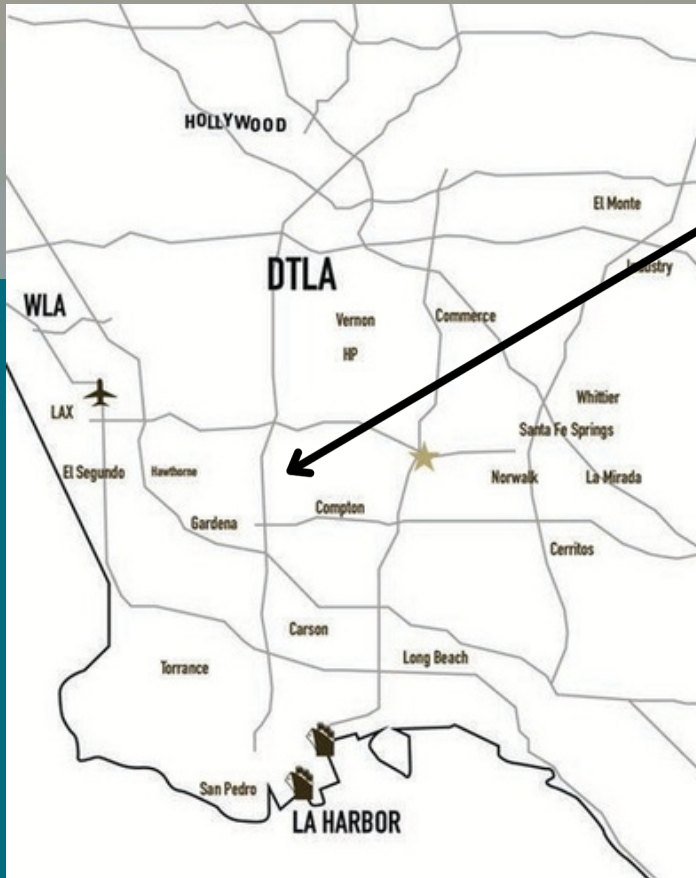 HOLLYWOOD
El Monte
Industry
DTLA
WLA
Vernon
Commerce
HP
LAX
Whittier
Santa Fe Springs
El Segundo
Hawthorne
Norwalk
La Mirada
Compton
Gardena
Cerritos
Carson
Long Beach
Torrance
San Pedro
LA HARBOR